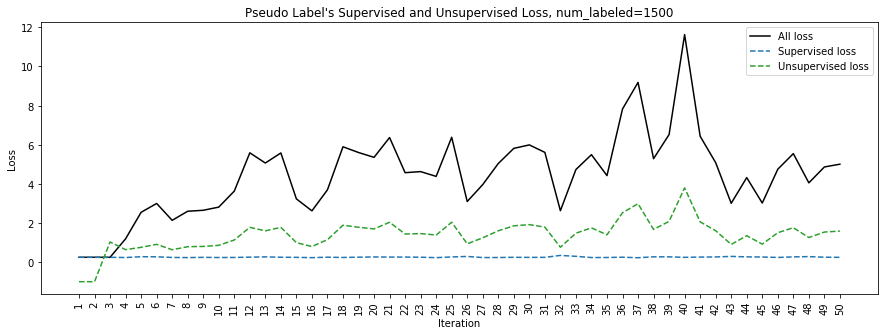 Pseudo Label's Supervised and Unsupervised Loss, num_labeled=1500
All loss
Supervised loss
Unsupervised loss
Loss
12
10
8
6
4
2
0
1 2 3 4 5 6 7 8 9 10 11 12 13 14 15 16 17 18 19 20 21 22 23 24 25 26 27 28 29 30 31 32 33 34 35 36 37 38 39 40 41 42 43 44 45 46 47 48 49 50
Iteration